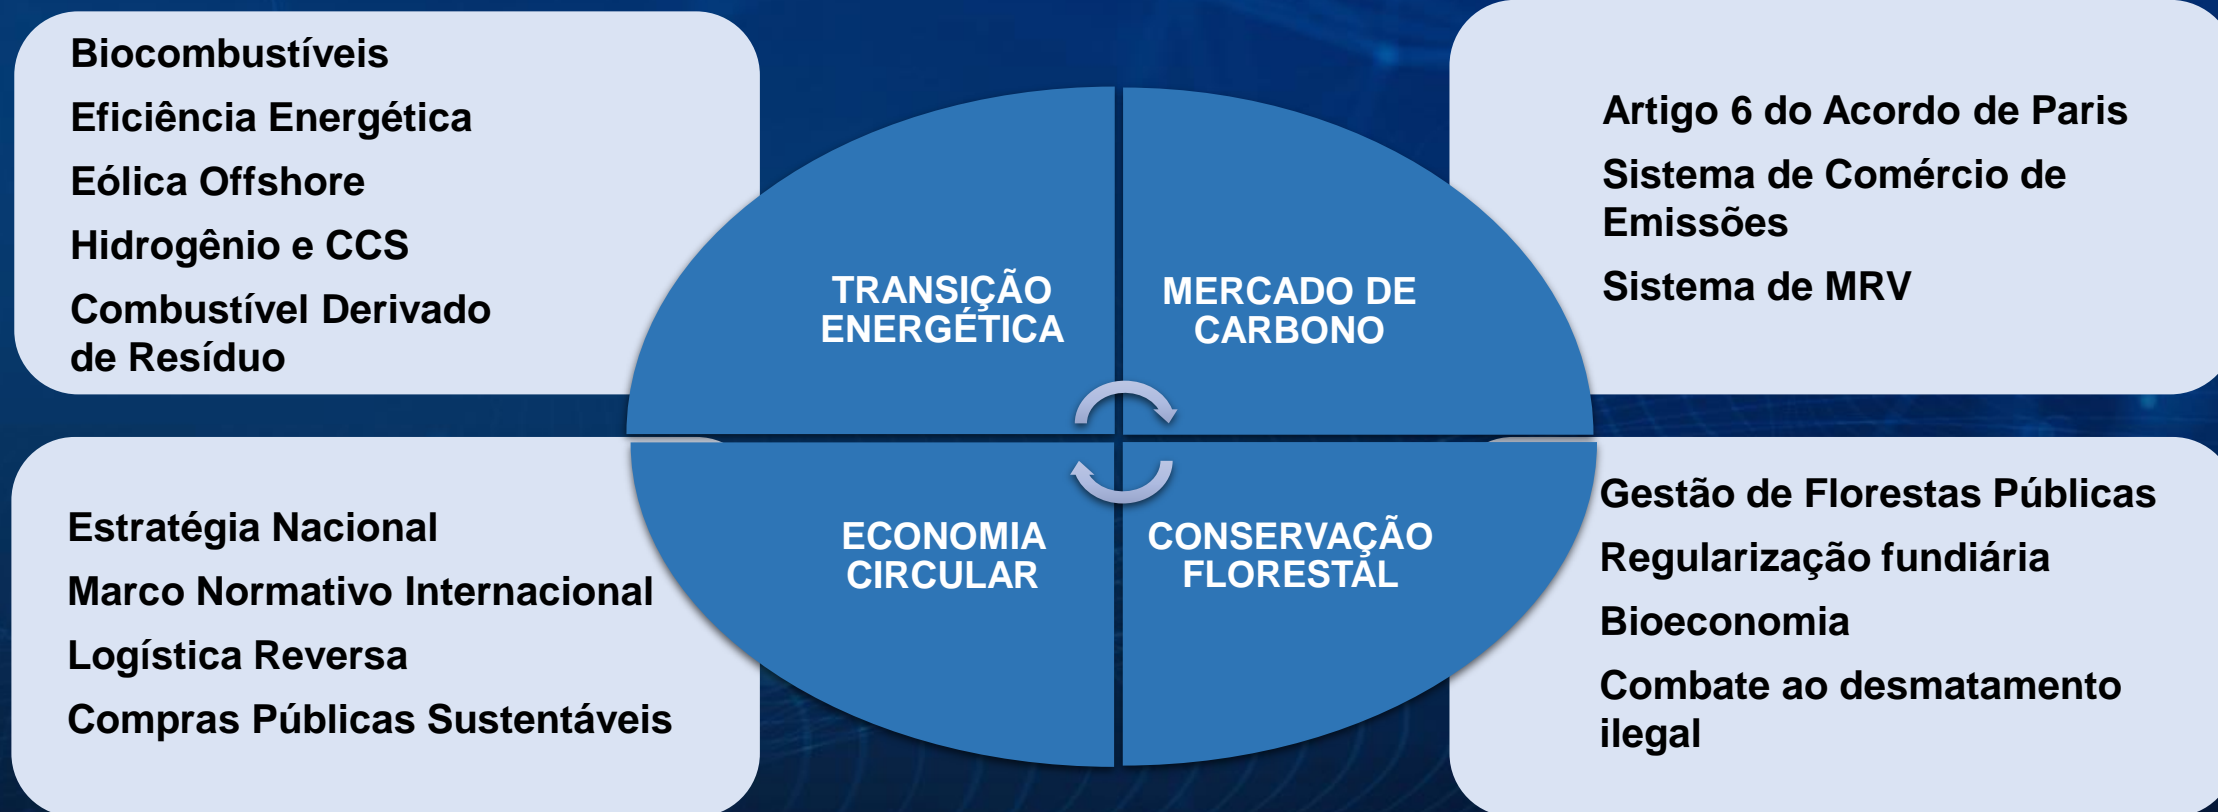 Biocombustíveis
Eficiência Energética
Eólica Offshore
Hidrogênio e CCS
Combustível Derivado
de Resíduo
TRANSIÇÃO
ENERGÉTICA
MERCADO DE
CARBONO
Artigo 6 do Acordo de Paris
Sistema de Comércio de
Emissões
Sistema de MRV
Estratégia Nacional
Marco Normativo Internacional
Logística Reversa
Compras Públicas Sustentáveis
ECONOMIA
CIRCULAR
CONSERVAÇÃO
FLORESTAL
Gestão de Florestas Públicas
Regularização fundiária
Bioeconomia
Combate ao desmatamento
ilegal